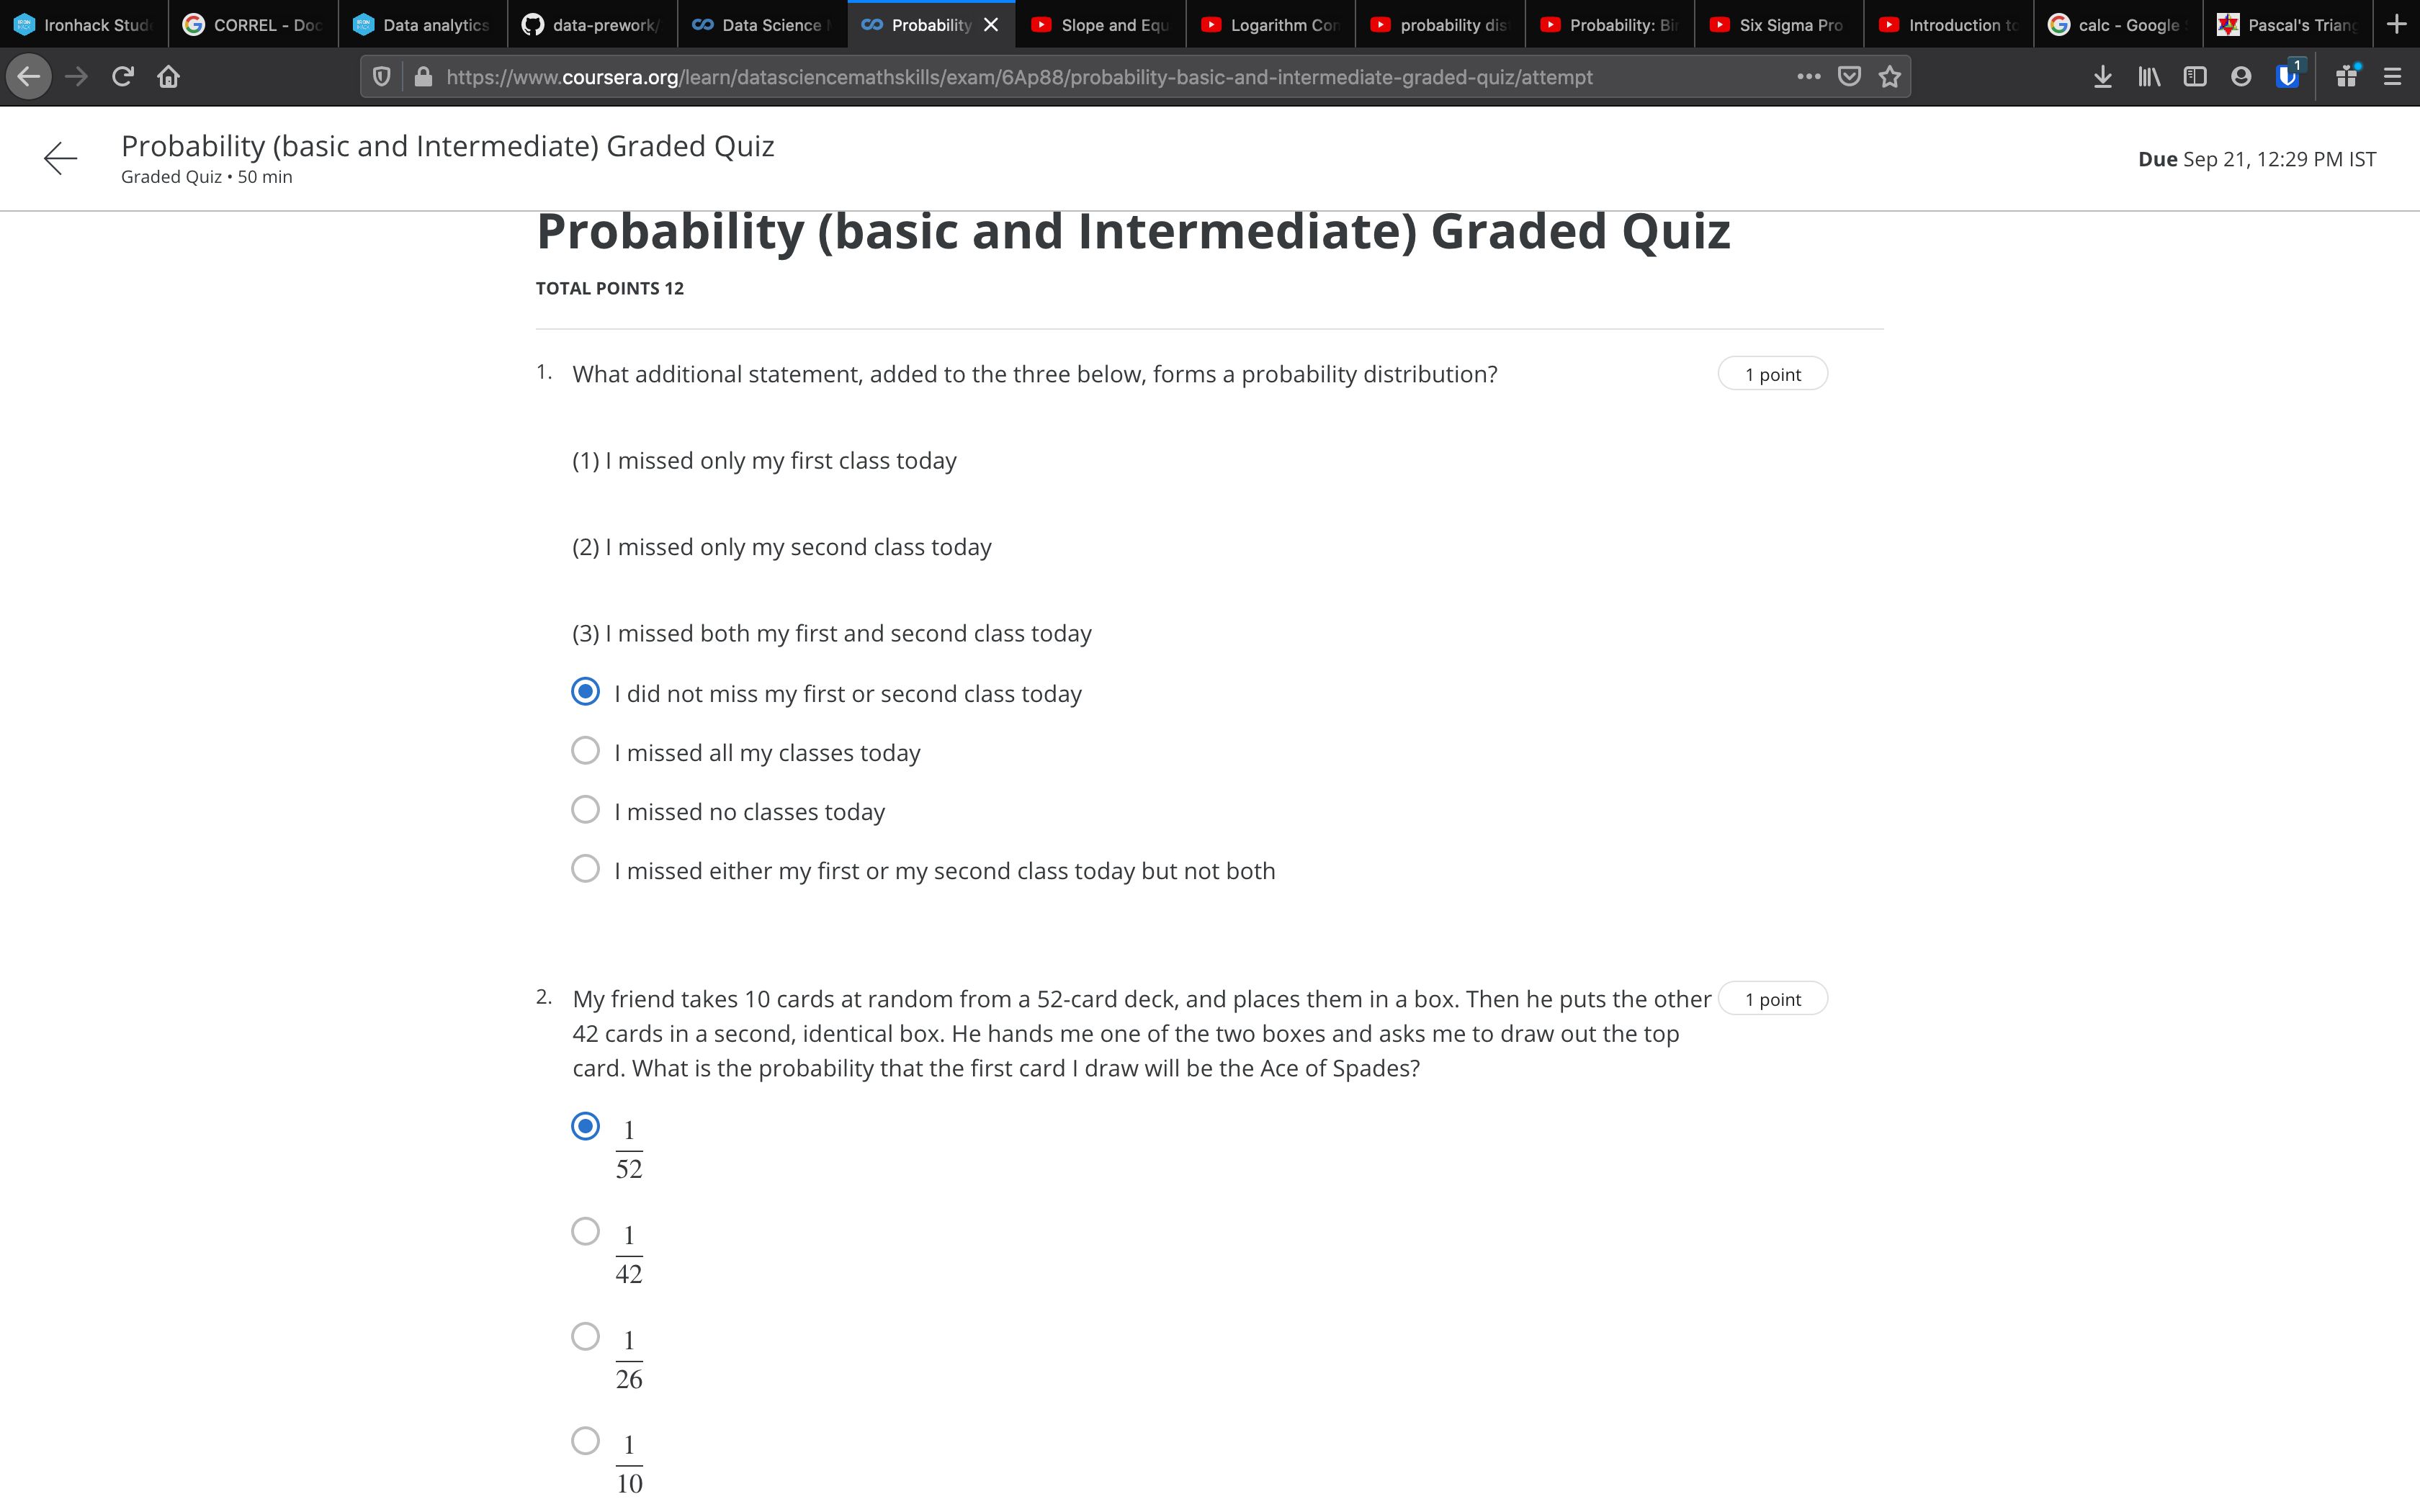 Ironhack Stud
CORREL - Doc
Data analytics
data-prework/
Data Science M
Probability
Slope and Equ
Logarithm Con
probability dis
Probability: Bi
Six Sigma Pro
Introduction to
calc - Google
Pascal's Triang
https://www.coursera.org/learn/datasciencemathskills/exam/6Ap88/probability-basic-and-intermediate-graded-quiz/attempt
1
Probability (basic and Intermediate) Graded Quiz
Graded Quiz • 50 min
Due Sep 21, 12:29 PM IST
Probability (basic and Intermediate) Graded Quiz
TOTAL POINTS 12
1. What additional statement, added to the three below, forms a probability distribution?
1 point
(1) I missed only my first class today
(2) I missed only my second class today
(3) I missed both my first and second class today
I did not miss my first or second class today
I missed all my classes today
I missed no classes today
I missed either my first or my second class today but not both
2. My friend takes 10 cards at random from a 52-card deck, and places them in a box. Then he puts the other
1 point
42 cards in a second, identical box. He hands me one of the two boxes and asks me to draw out the top
card. What is the probability that the first card I draw will be the Ace of Spades?
1
52
1
42
1
26
1
10